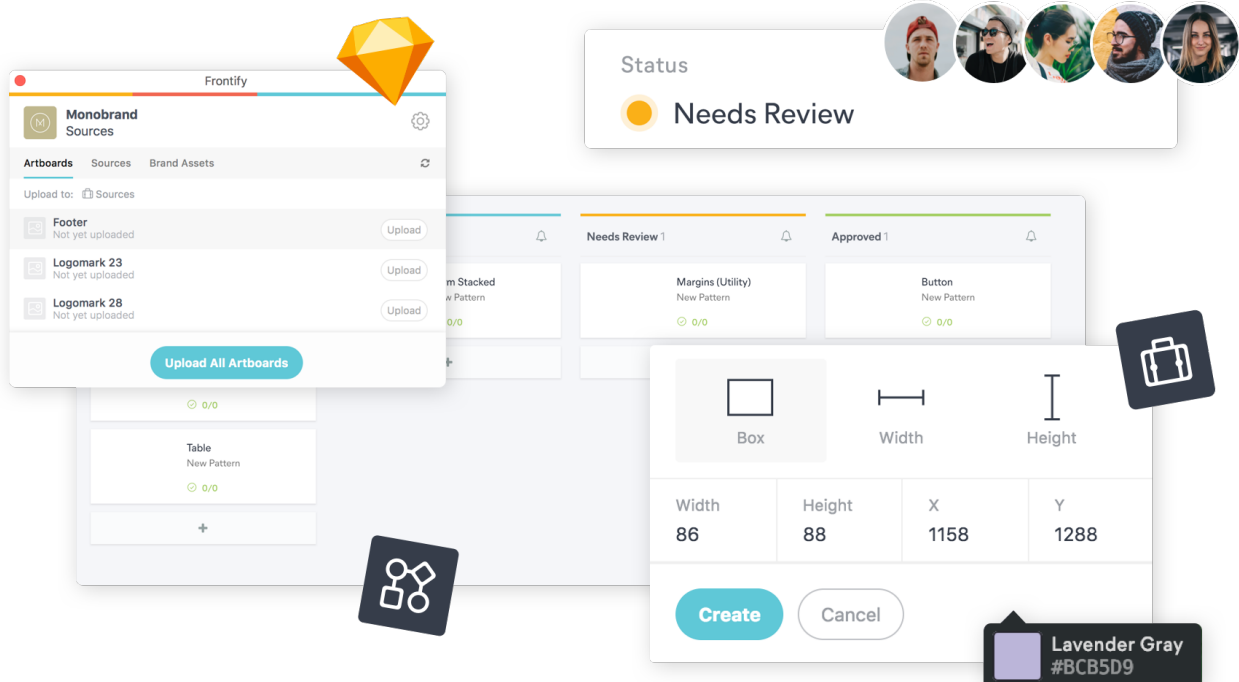 Frontify
M
Monobrand
Sources
Artboards Sources Brand Assets
Upload to: Sources
Footer
Not yet uploaded
Upload
Logomark 23
Not yet uploaded
Upload
Logomark 28
Not yet uploaded
Upload
Upload All Artboards
Status
Needs Review
Stacked
Pattern
0/0
+
Needs Review 1
Margins (Utility)
New Pattern
0/0
Approved 1
Button
New Pattern
0/0
0/0
Table
New Pattern
0/0
+
Box Width Height
Width Height X Y
86 88 1158 1288
Create Cancel
Lavender Gray
#BCB5D9